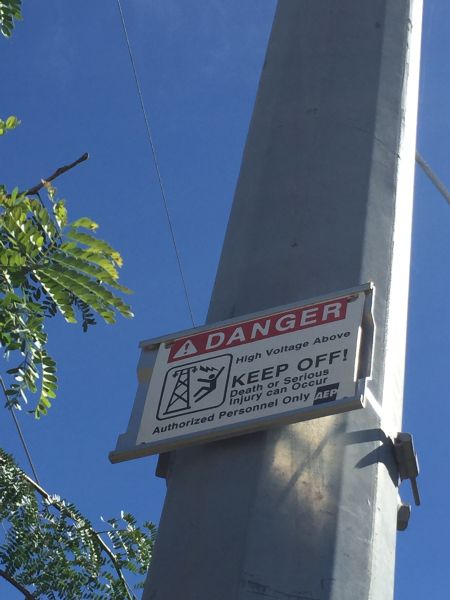 DANGER
High Voltage Above
KEEP OFF!
Death or Serious
Injury can Occur
Authorized Personnel Only AEP